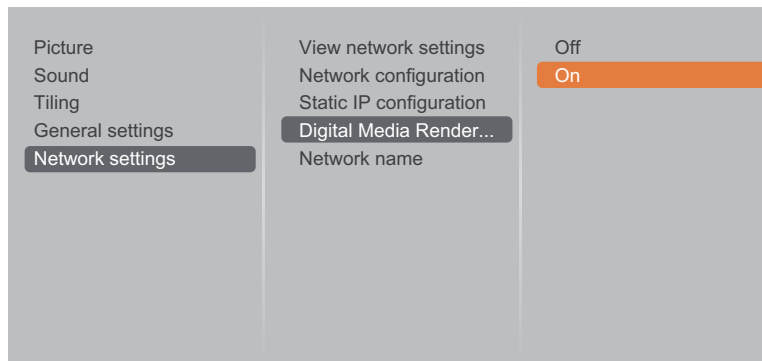 Picture
Sound
Tiling
General settings
Network settings
View network settings
Network configuration
Static IP configuration
Digital Media Render...
Network name
Off
On